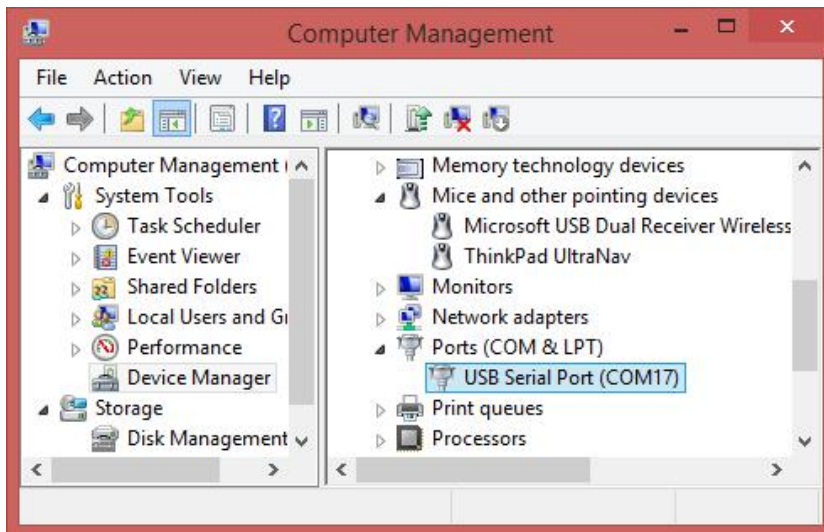 Computer Management
File Action View Help
Computer Management (
System Tools
Task Scheduler
Event Viewer
Shared Folders
Local Users and Gr
Performance
Device Manager
Storage
Disk Management
Memory technology devices
Mice and other pointing devices
Microsoft USB Dual Receiver Wireless
ThinkPad UltraNav
Monitors
Network adapters
Ports (COM & LPT)
USB Serial Port (COM17)
Print queues
Processors